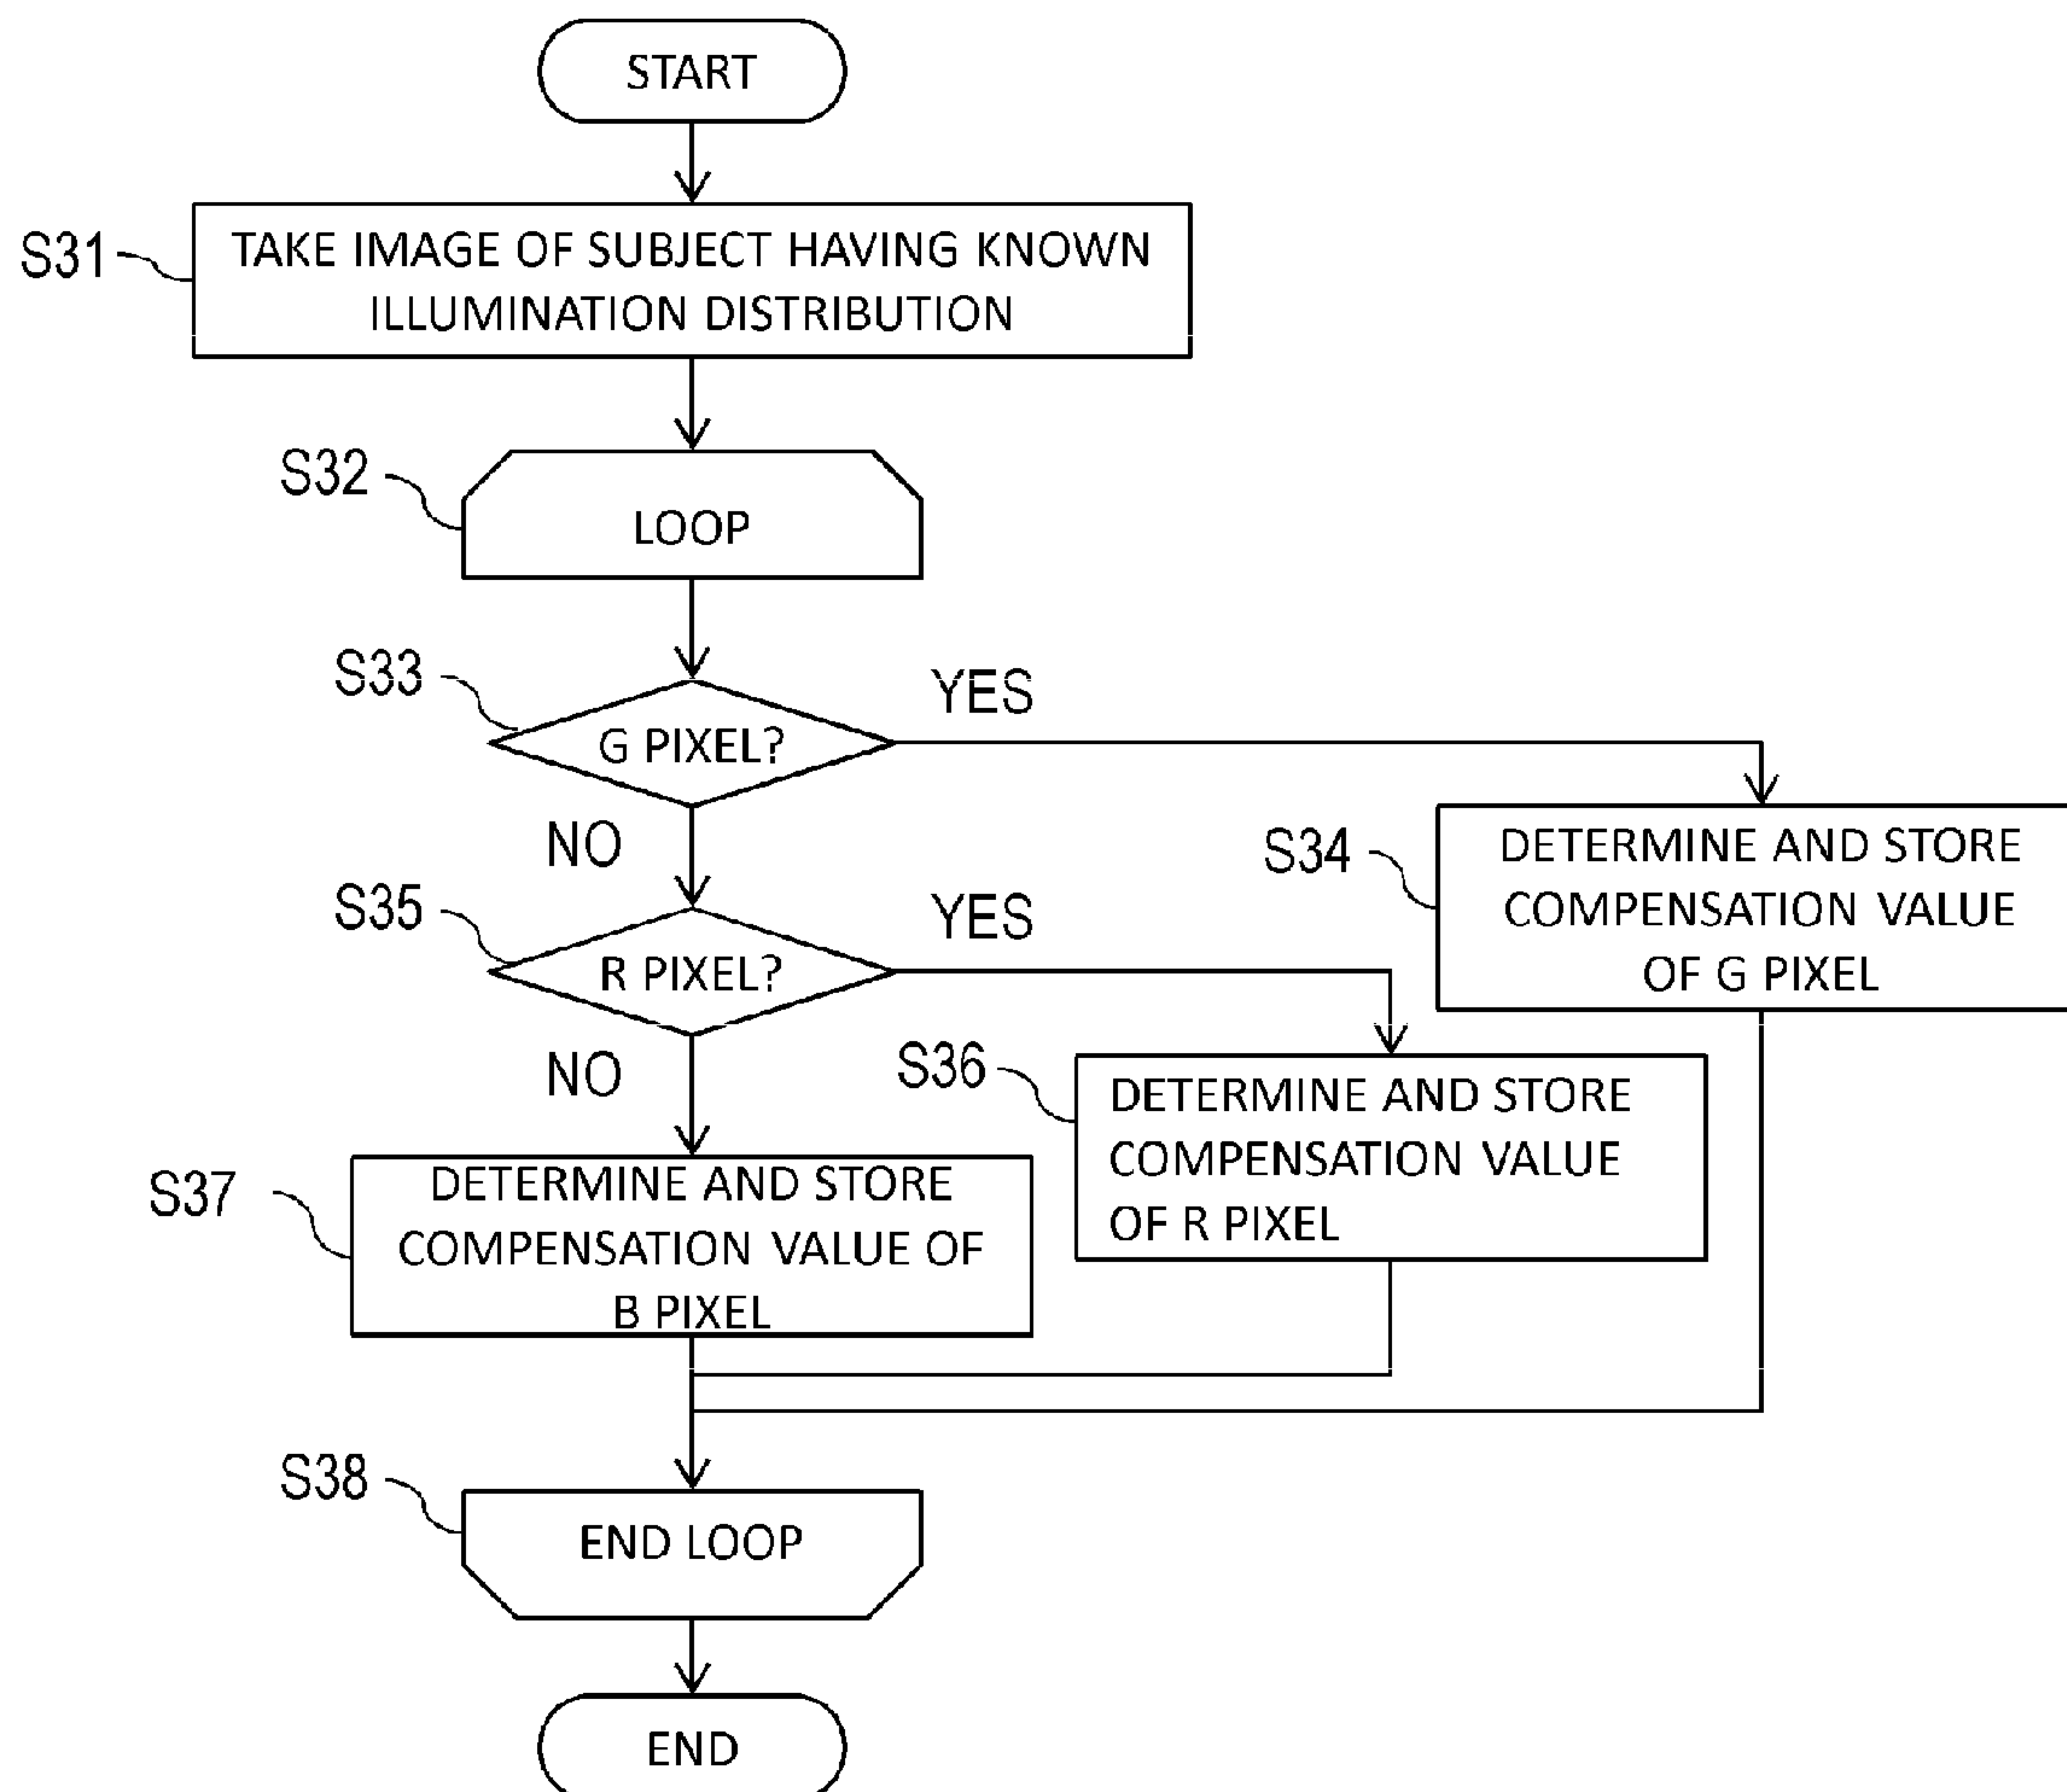 START
S31
TAKE IMAGE OF SUBJECT HAVING KNOWN
ILLUMINATION DISTRIBUTION
S32
LOOP
S33
G PIXEL?
YES
NO
S34
DETERMINE AND STORE
COMPENSATION VALUE
OF G PIXEL
S35
R PIXEL?
YES
NO
S36
DETERMINE AND STORE
COMPENSATION VALUE
OF R PIXEL
S37
DETERMINE AND STORE
COMPENSATION VALUE OF
B PIXEL
S38
END LOOP
END